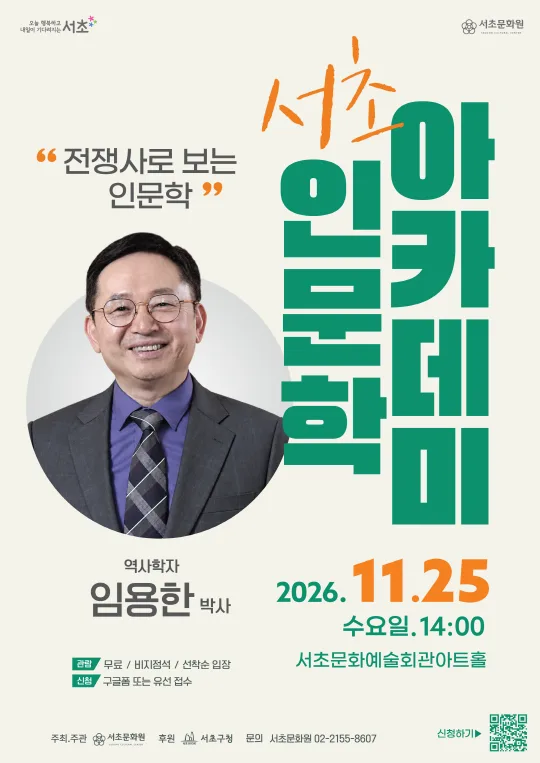 오늘 행복하고
내일이 기다려지는 서초
서초문화원
SEOCHO CULTURAL CENTER
서초
아카데미
인문학
“ 전쟁사로 보는
인문학 ”
역사학자
임용한 박사
2026. 11.25
수요일. 14:00
서초문화예술회관아트홀
관람 무료 / 비지정석 / 선착순 입장
신청 구글폼 또는 유선 접수
주최.주관 서초문화원 후원 서초구청 문의 서초문화원 02-2155-8607
신청하기▶